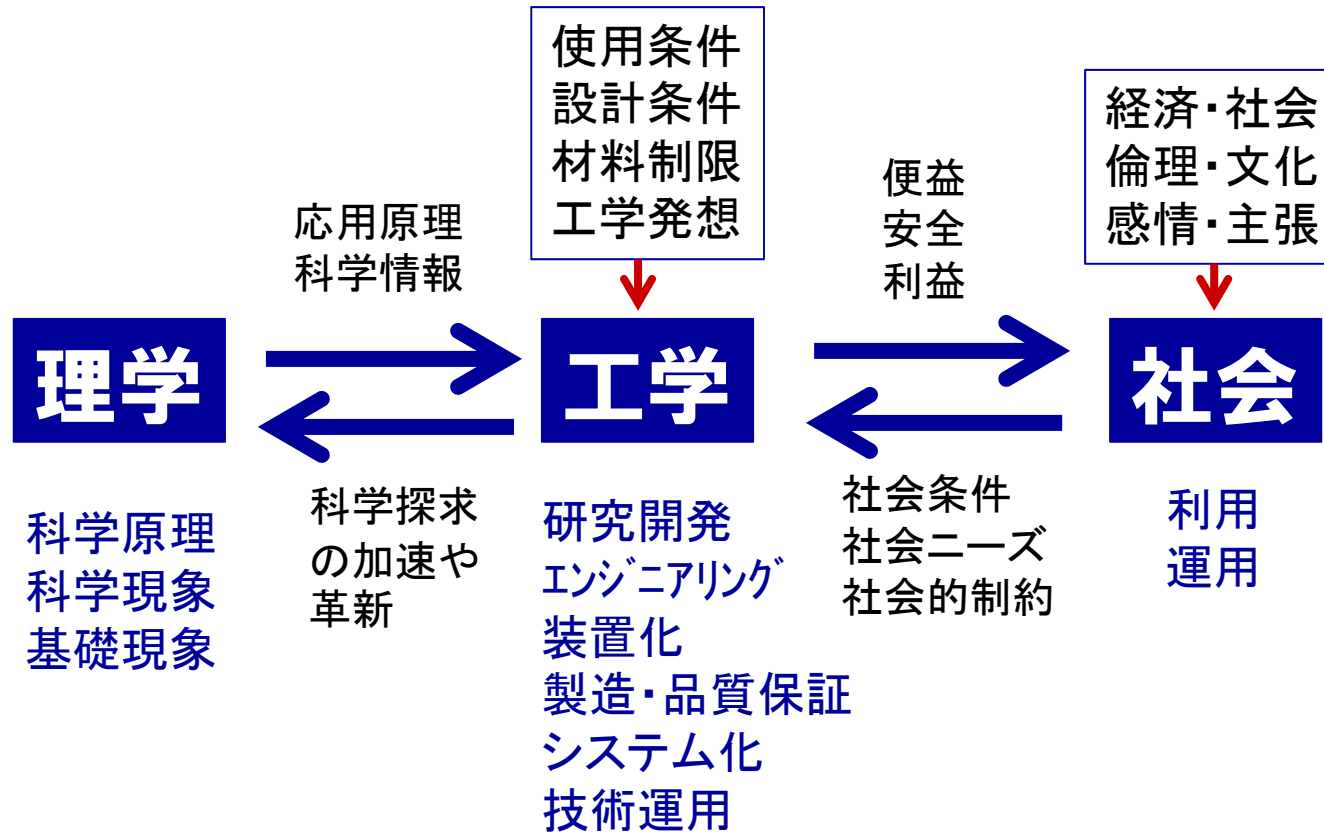 使用条件
設計条件
材料制限
工学発想
経済・社会
倫理・文化
感情・主張
応用原理
科学情報
便益
安全
利益
理学
工学
社会
科学原理
科学現象
基礎現象
科学探求
の加速や
革新
研究開発
ｴﾝｼﾞﾆｱﾘﾝｸﾞ
装置化
製造・品質保証
システム化
技術運用
社会条件
社会ニーズ
社会的制約
利用
運用